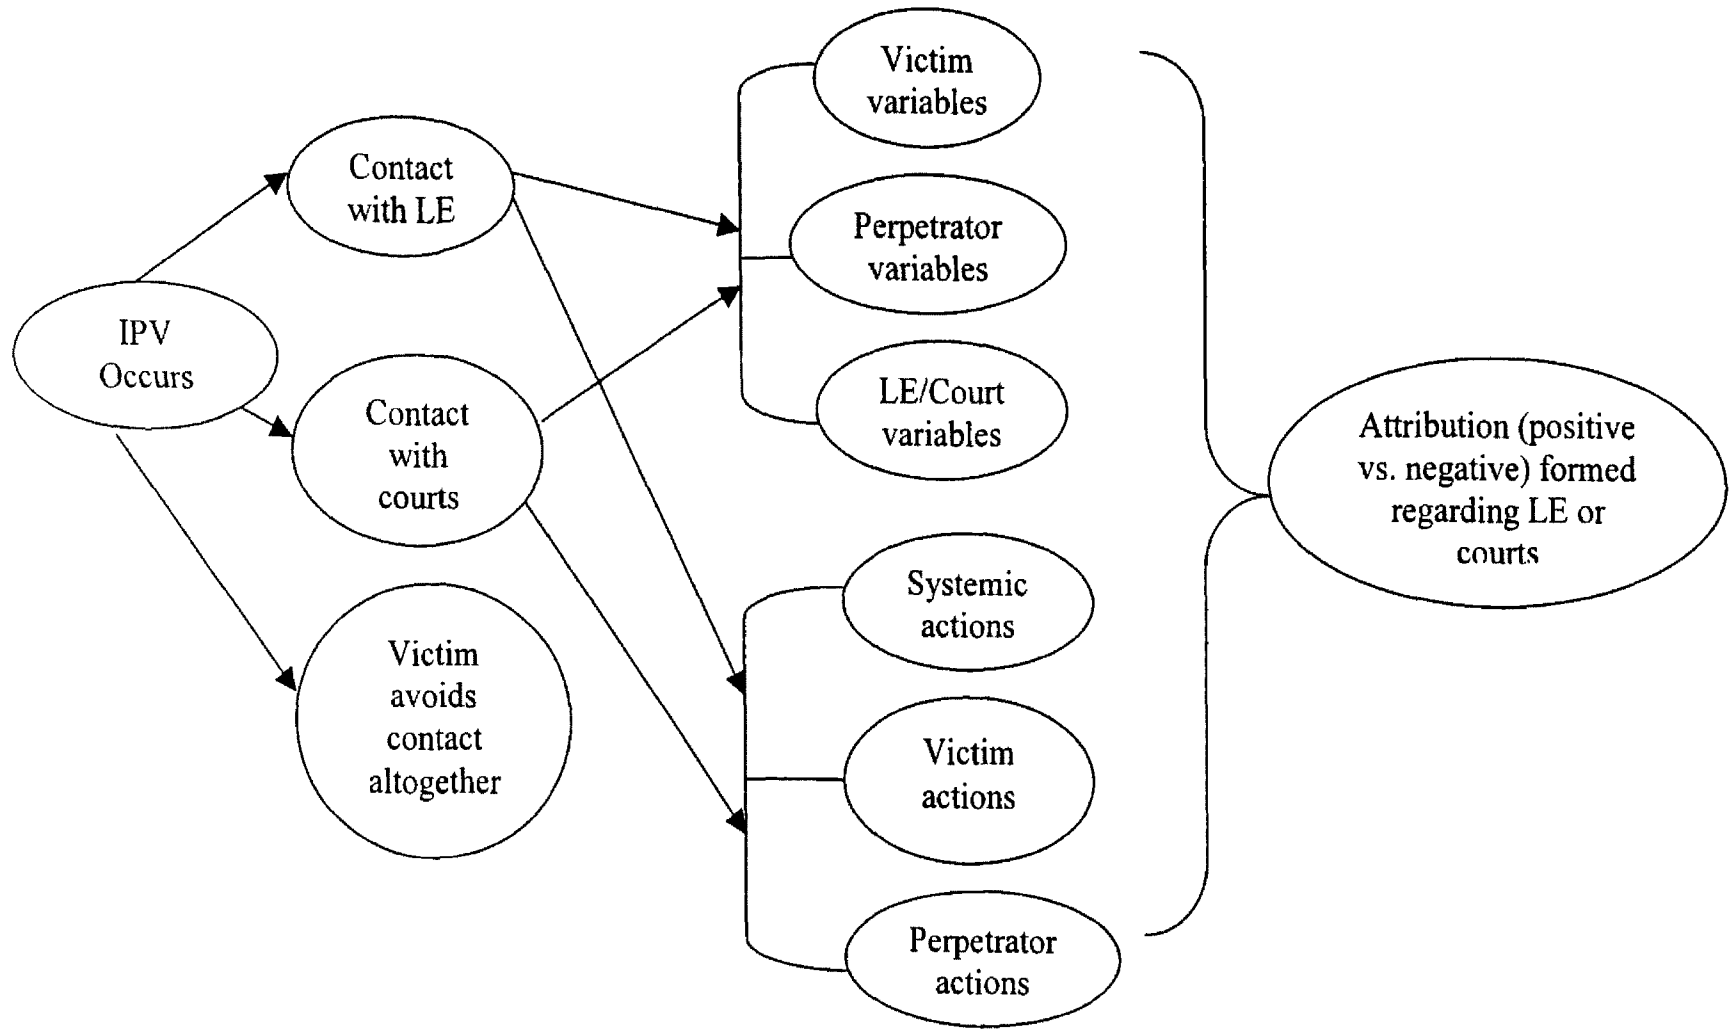 IPV
Occurs
Contact
with LE
Contact
with
courts
Victim
avoids
contact
altogether
Victim
variables
Perpetrator
variables
LE/Court
variables
Systemic
actions
Victim
actions
Perpetrator
actions
Attribution (positive
vs. negative) formed
regarding LE or
courts